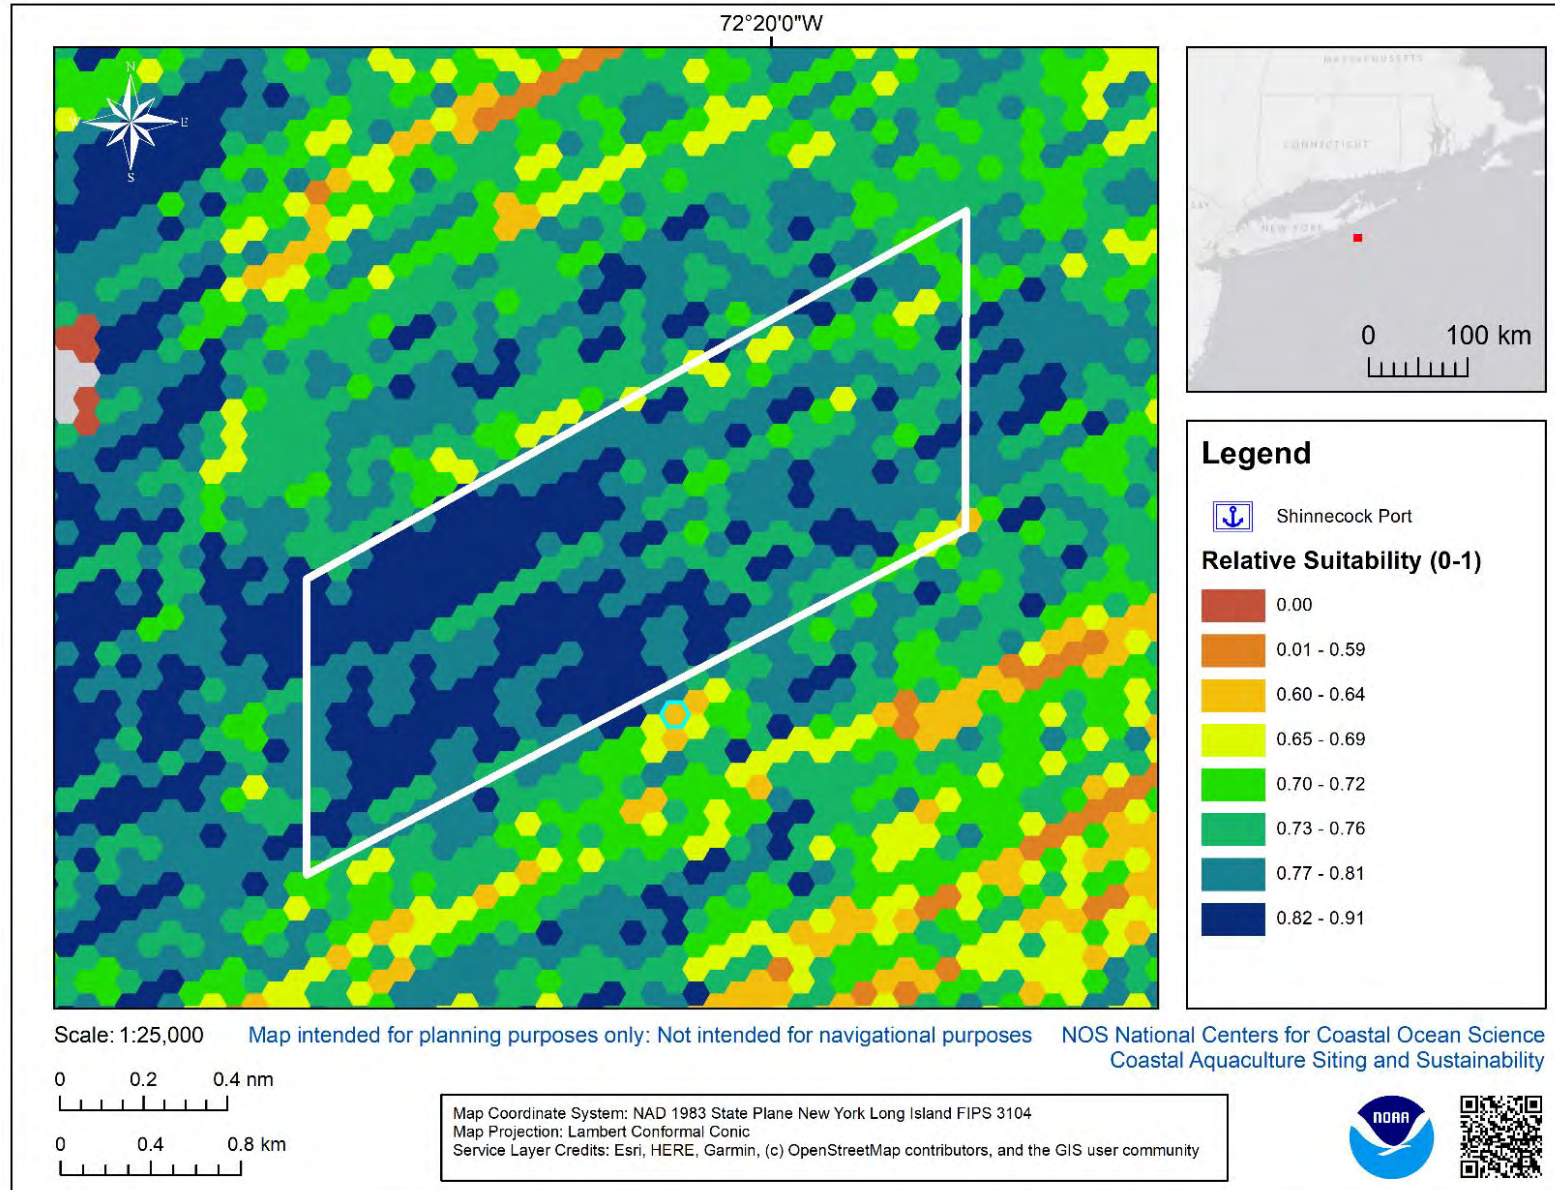 72°20'0"W
N
W
E
S
MASSACHUSETTS
CONNECTICUT
NEW YORK
0 100 km
Legend
Shinnecock Port
Relative Suitability (0-1)
0.00
0.01 - 0.59
0.60 - 0.64
0.65 - 0.69
0.70 - 0.72
0.73 - 0.76
0.77 - 0.81
0.82 - 0.91
Scale: 1:25,000
Map intended for planning purposes only: Not intended for navigational purposes
NOS National Centers for Coastal Ocean Science
Coastal Aquaculture Siting and Sustainability
0 0.2 0.4 nm
0 0.4 0.8 km
Map Coordinate System: NAD 1983 State Plane New York Long Island FIPS 3104
Map Projection: Lambert Conformal Conic
Service Layer Credits: Esri, HERE, Garmin, (c) OpenStreetMap contributors, and the GIS user community
NOAA